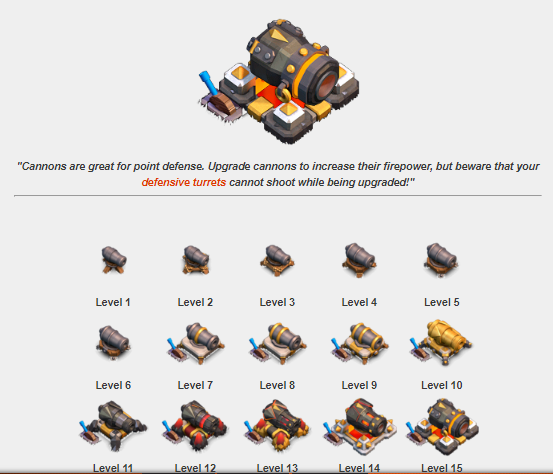 "Cannons are great for point defense. Upgrade cannons to increase their firepower, but beware that your
defensive turrets cannot shoot while being upgraded!"
Level 1 Level 2 Level 3 Level 4 Level 5
Level 6 Level 7 Level 8 Level 9 Level 10
Level 11 Level 12 Level 13 Level 14 Level 15